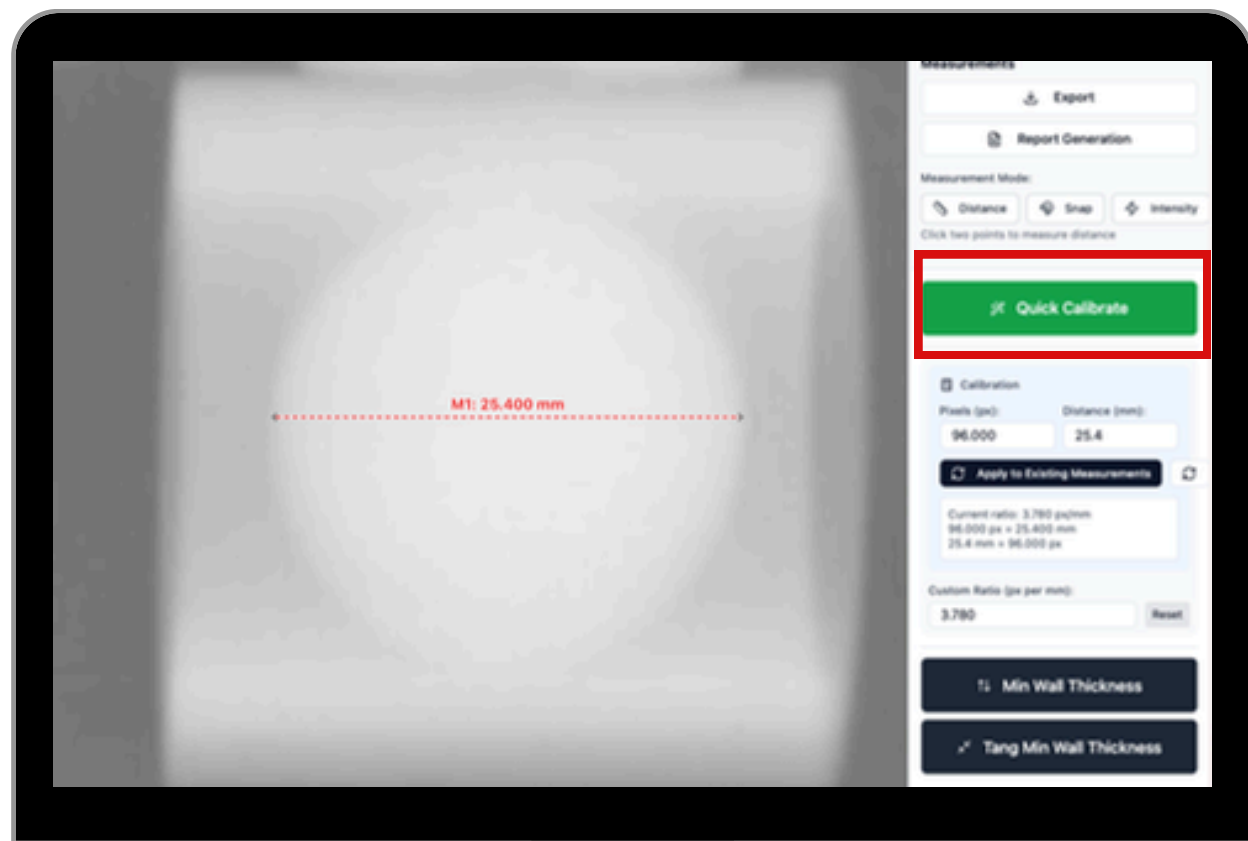 Measurements
Export
Report Generation
Measurement Mode:
Distance Snap Intensity
Click two points to measure distance
Quick Calibrate
M1: 25.400 mm
Calibration
Pixels (px): Distance (mm):
96.000 25.4
Apply to Existing Measurements
Current ratio: 3.780 px/mm
96.000 px = 25.400 mm
25.4 mm = 96.000 px
Custom Ratio (px per mm):
3.780 Reset
Min Wall Thickness
Tang Min Wall Thickness